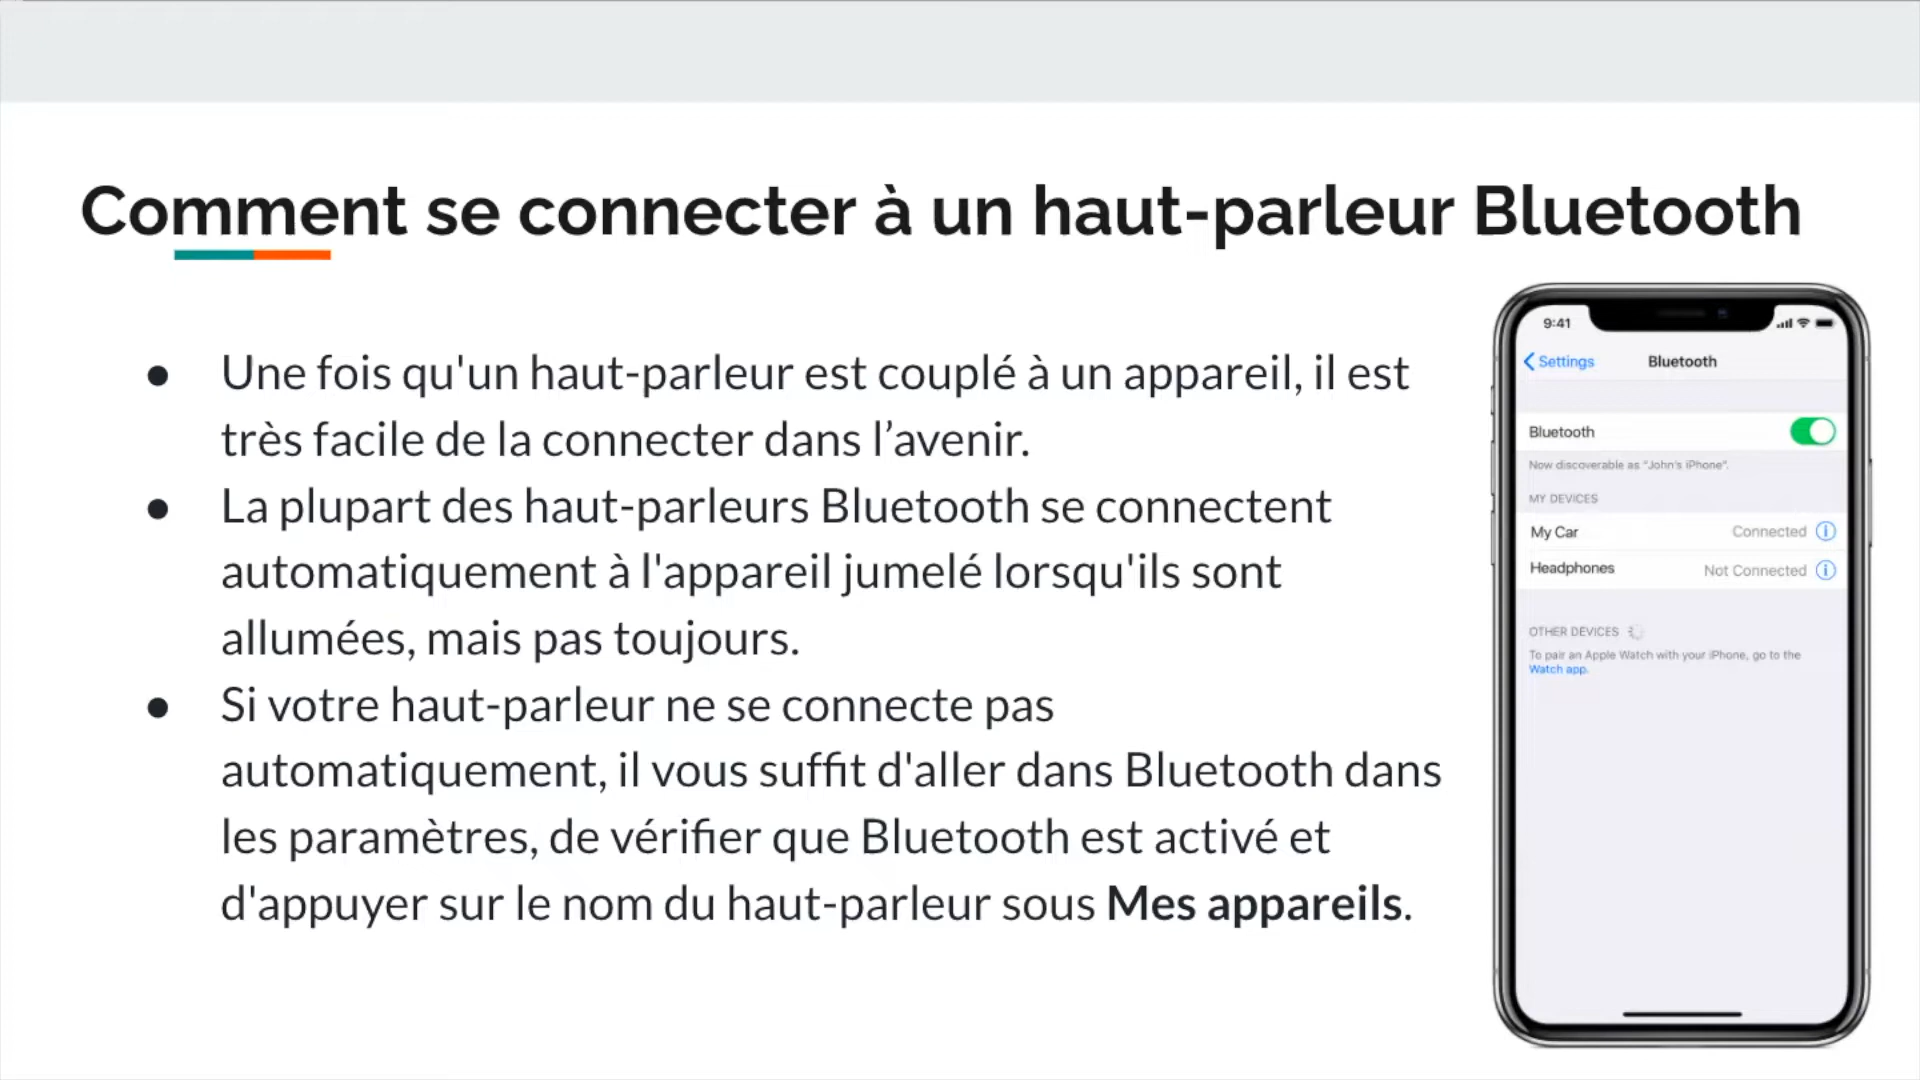 Comment se connecter à un haut-parleur Bluetooth
● Une fois qu'un haut-parleur est couplé à un appareil, il est
très facile de la connecter dans l’avenir.
● La plupart des haut-parleurs Bluetooth se connectent
automatiquement à l'appareil jumelé lorsqu'ils sont
allumées, mais pas toujours.
● Si votre haut-parleur ne se connecte pas
automatiquement, il vous suffit d'aller dans Bluetooth dans
les paramètres, de vérifier que Bluetooth est activé et
d'appuyer sur le nom du haut-parleur sous Mes appareils.
9:41
Settings Bluetooth
Bluetooth
Now discoverable as "John's iPhone".
MY DEVICES
My Car Connected
Headphones Not Connected
OTHER DEVICES
To pair an Apple Watch with your iPhone, go to the
Watch app.